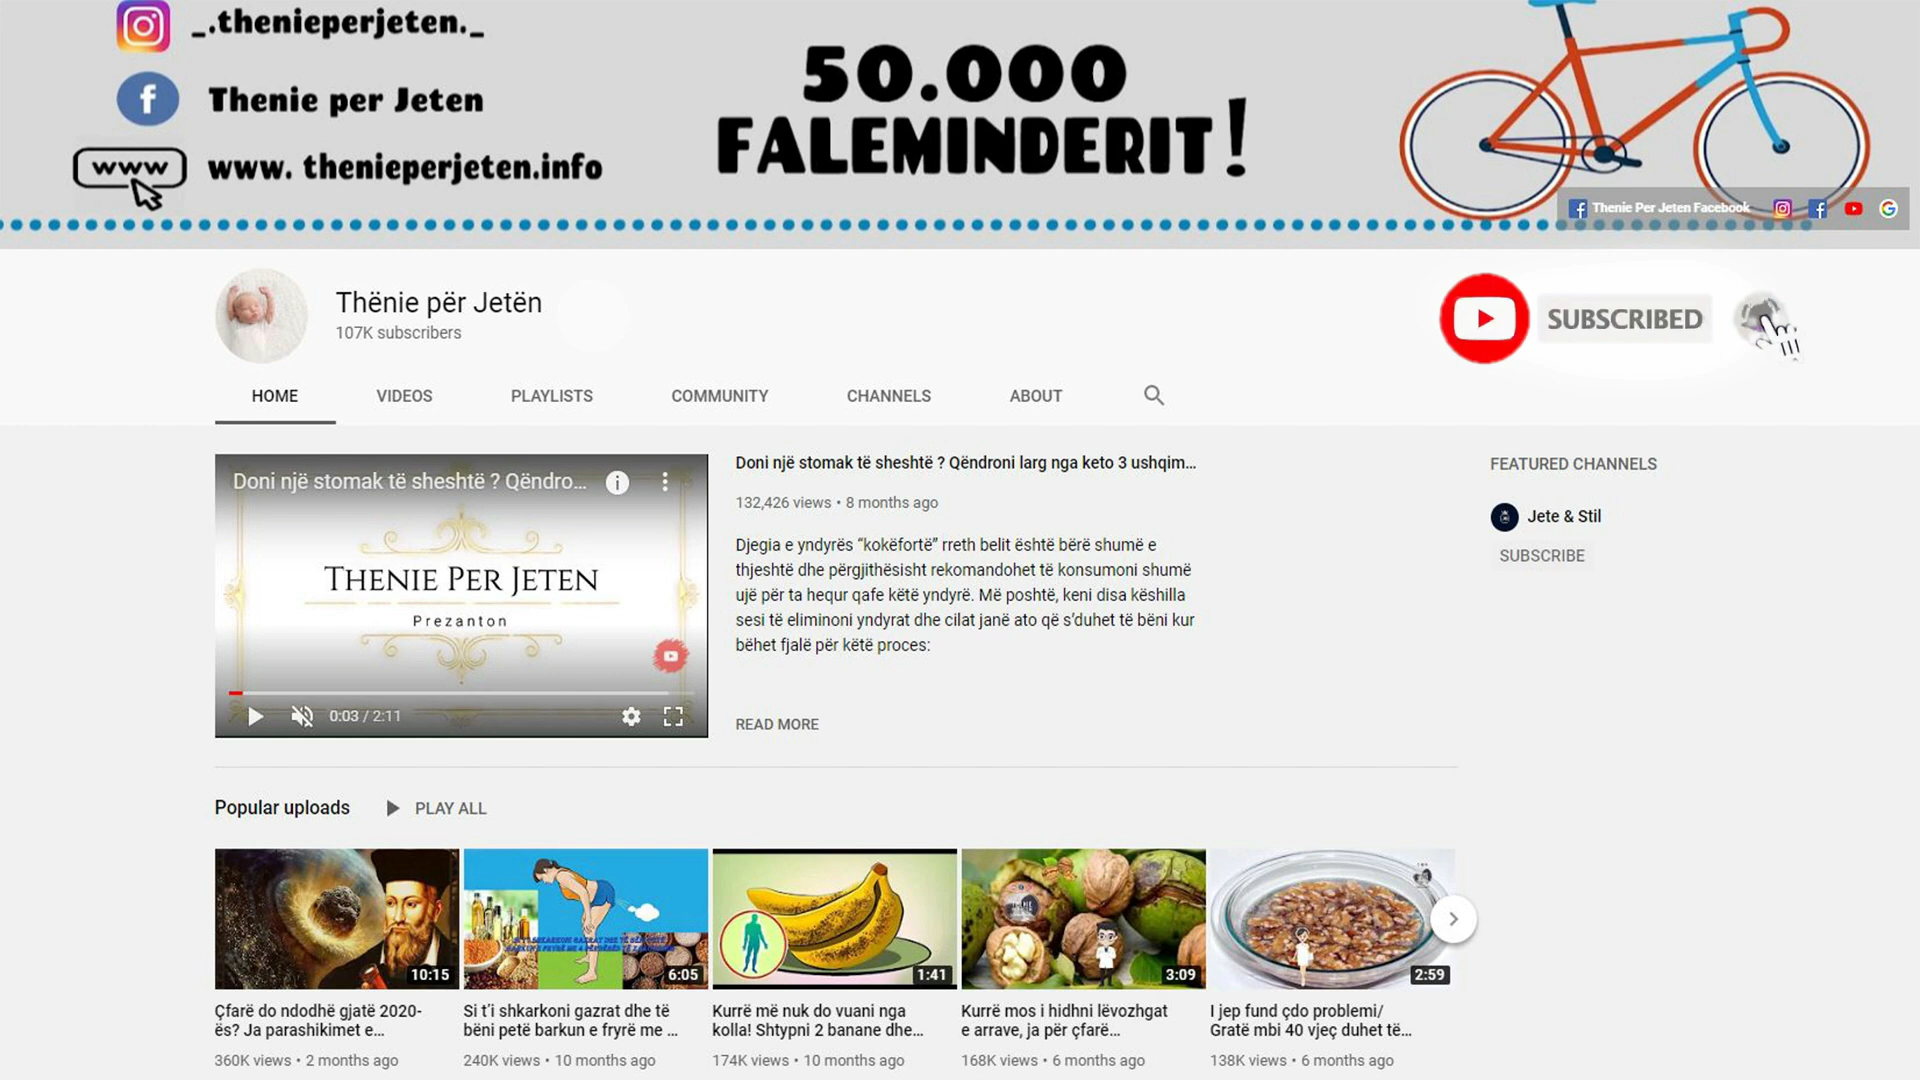 _.thenieperjeten._
Thenie per Jeten
www
www. thenieperjeten.info
50.000
FALEMINDERIT!
Thenie Per Jeten Facebook
Thënie për Jetën
107K subscribers
SUBSCRIBED
HOME
VIDEOS
PLAYLISTS
COMMUNITY
CHANNELS
ABOUT
Doni një stomak të sheshtë ? Qëndro...
THENIE PER JETEN
Prezanton
0:03 / 2:11
Doni një stomak të sheshtë ? Qëndroni larg nga keto 3 ushqim...
132,426 views • 8 months ago
Djegia e yndyrës “kokëfortë” rreth belit është bërë shumë e
thjeshtë dhe përgjithësisht rekomandohet të konsumoni shumë
ujë për ta hequr qafe këtë yndyrë. Më poshtë, keni disa këshilla
sesi të eliminoni yndyrat dhe cilat janë ato që s’duhet të bëni kur
bëhet fjalë për këtë proces:
READ MORE
FEATURED CHANNELS
Jete & Stil
SUBSCRIBE
Popular uploads
PLAY ALL
10:15
Çfarë do ndodhë gjatë 2020-
ës? Ja parashikimet e...
360K views • 2 months ago
6:05
Si t’i shkarkoni gazrat dhe të
bëni petë barkun e fryrë me ...
240K views • 10 months ago
1:41
Kurrë më nuk do vuani nga
kolla! Shtypni 2 banane dhe...
174K views • 10 months ago
3:09
Kurrë mos i hidhni lëvozhgat
e arrave, ja për çfarë...
168K views • 6 months ago
2:59
I jep fund çdo problemi/
Gratë mbi 40 vjeç duhet të...
138K views • 6 months ago